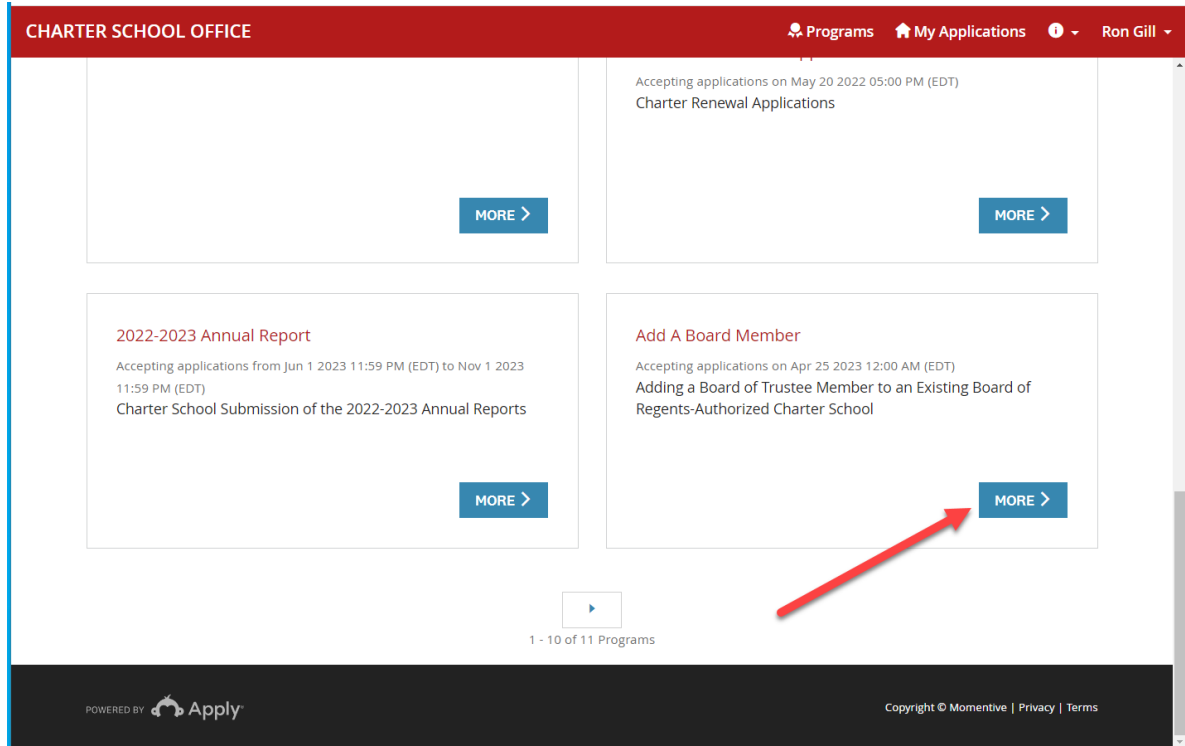 CHARTER SCHOOL OFFICE
Programs
My Applications
Ron Gill
Accepting applications on May 20 2022 05:00 PM (EDT)
Charter Renewal Applications
MORE
MORE
2022-2023 Annual Report
Accepting applications from Jun 1 2023 11:59 PM (EDT) to Nov 1 2023
11:59 PM (EDT)
Charter School Submission of the 2022-2023 Annual Reports
MORE
Add A Board Member
Accepting applications on Apr 25 2023 12:00 AM (EDT)
Adding a Board of Trustee Member to an Existing Board of
Regents-Authorized Charter School
MORE
1 - 10 of 11 Programs
POWERED BY Apply
Copyright © Momentive | Privacy | Terms